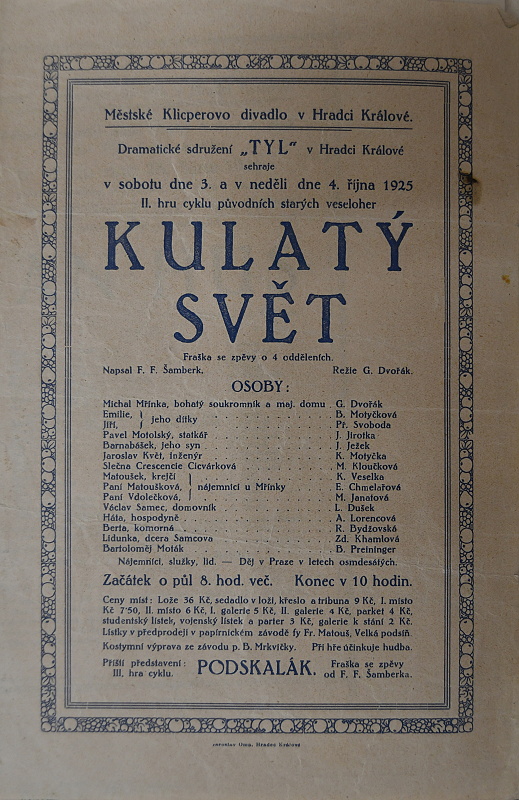 Městské Klicperovo divadlo v Hradci Králové.
Dramatické sdružení „TYL“ v Hradci Králové
sehraje
v sobotu dne 3. a v neděli dne 4. října 1925
II. hru cyklu původních starých veseloher
KULATÝ
SVĚT
Fraška se zpěvy o 4 odděleních.
Napsal F. F. Šamberk. Režie G. Dvořák.
OSOBY:
Michal Mřínka, bohatý soukromník a maj. domu . G. Dvořák
Emilie, } jeho dítky . . . . . . . . . . B. Motyčková
Jiří, } . . . . . . . . . . Př. Svoboda
Pavel Motolský, statkář . . . . . . . . . . J. Jirotka
Barnabášek, jeho syn . . . . . . . . . . J. Ježek
Jaroslav Květ, inženýr . . . . . . . . . . K. Motyčka
Slečna Crescencie Cicvárková . . . . . . . . . . M. Kloučková
Matoušek, krejčí } . . . . . . . . . . K. Veselka
Paní Matoušková, } nájemníci u Mřínky . . . . . E. Chmelařová
Paní Vdolečková, } . . . . . . . . . . M. Janatová
Václav Samec, domovník . . . . . . . . . . L. Dušek
Háta, hospodyně . . . . . . . . . . A. Lorencová
Berta, komorná . . . . . . . . . . R. Bydžovská
Lidunka, dcera Samcova . . . . . . . . . . Zd. Khamlová
Bartoloměj Moták . . . . . . . . . . B. Preininger
Nájemníci, služky, lid. — Děj v Praze v letech osmdesátých.
Začátek o půl 8. hod. več. Konec v 10 hodin.
Ceny míst: Lože 36 Kč, sedadlo v loži, křeslo a tribuna 9 Kč, I. místo
Kč 7·50, II. místo 6 Kč, I. galerie 5 Kč, II. galerie 4 Kč, parket 4 Kč,
studentský lístek, vojenský lístek a parter 3 Kč, galerie k stání 2 Kč.
Lístky v předprodeji v papírnickém závodě fy Fr. Matouš, Velká podsíň.
Kostymní výprava ze závodu p. B. Mrkvičky. Při hře účinkuje hudba.
Příští představení: PODSKALÁK. Fraška se zpěvy
III. hra cyklu. od F. F. Šamberka.
Hradec Králové